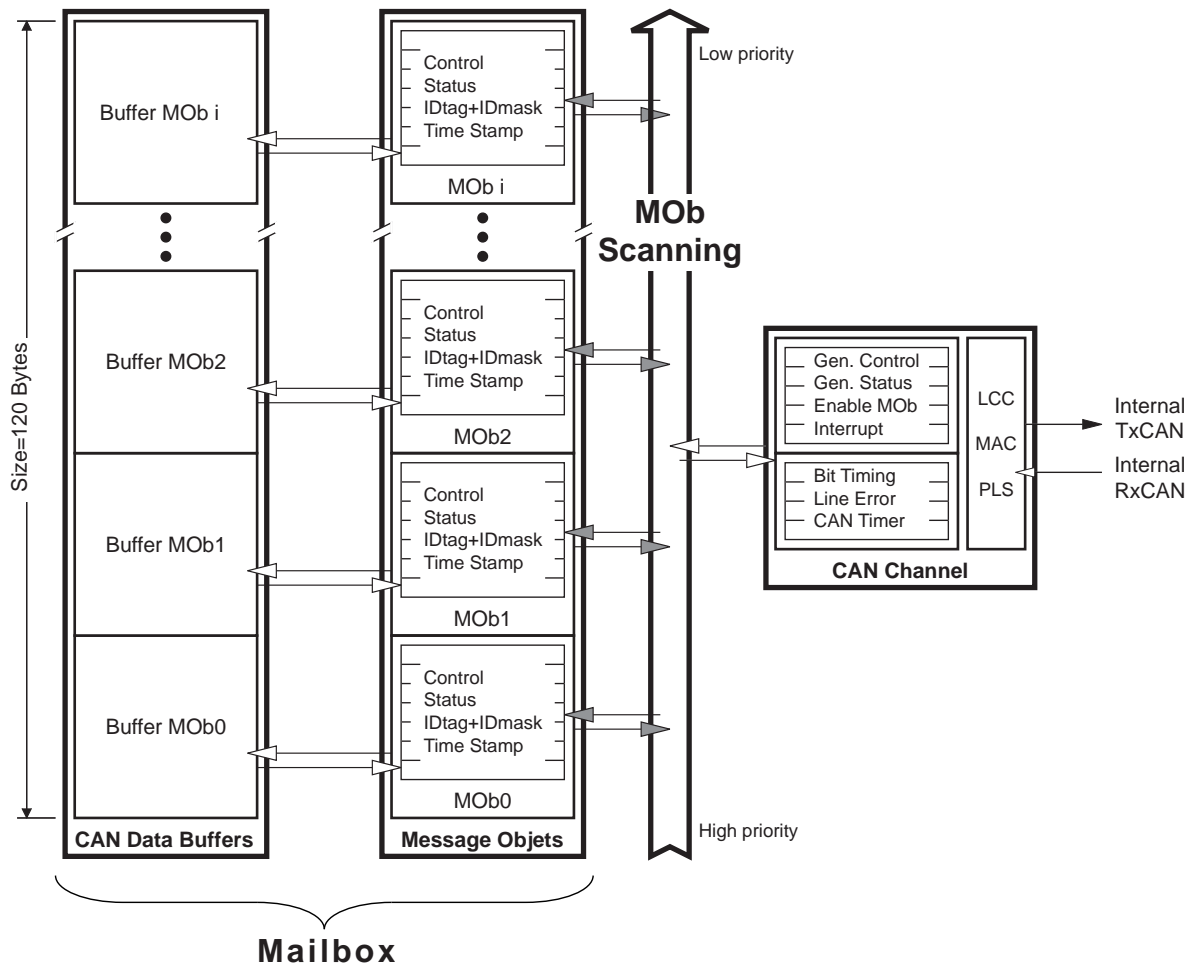 Size=120 Bytes
Buffer MOb i
Buffer MOb2
Buffer MOb1
Buffer MOb0
CAN Data Buffers
Control
Status
IDtag+IDmask
Time Stamp
MOb i
Control
Status
IDtag+IDmask
Time Stamp
MOb2
Control
Status
IDtag+IDmask
Time Stamp
MOb1
Control
Status
IDtag+IDmask
Time Stamp
MOb0
Message Objets
Mailbox
Low priority
MOb
Scanning
High priority
Gen. Control
Gen. Status
Enable MOb
Interrupt
Bit Timing
Line Error
CAN Timer
LCC
MAC
PLS
CAN Channel
Internal
TxCAN
Internal
RxCAN